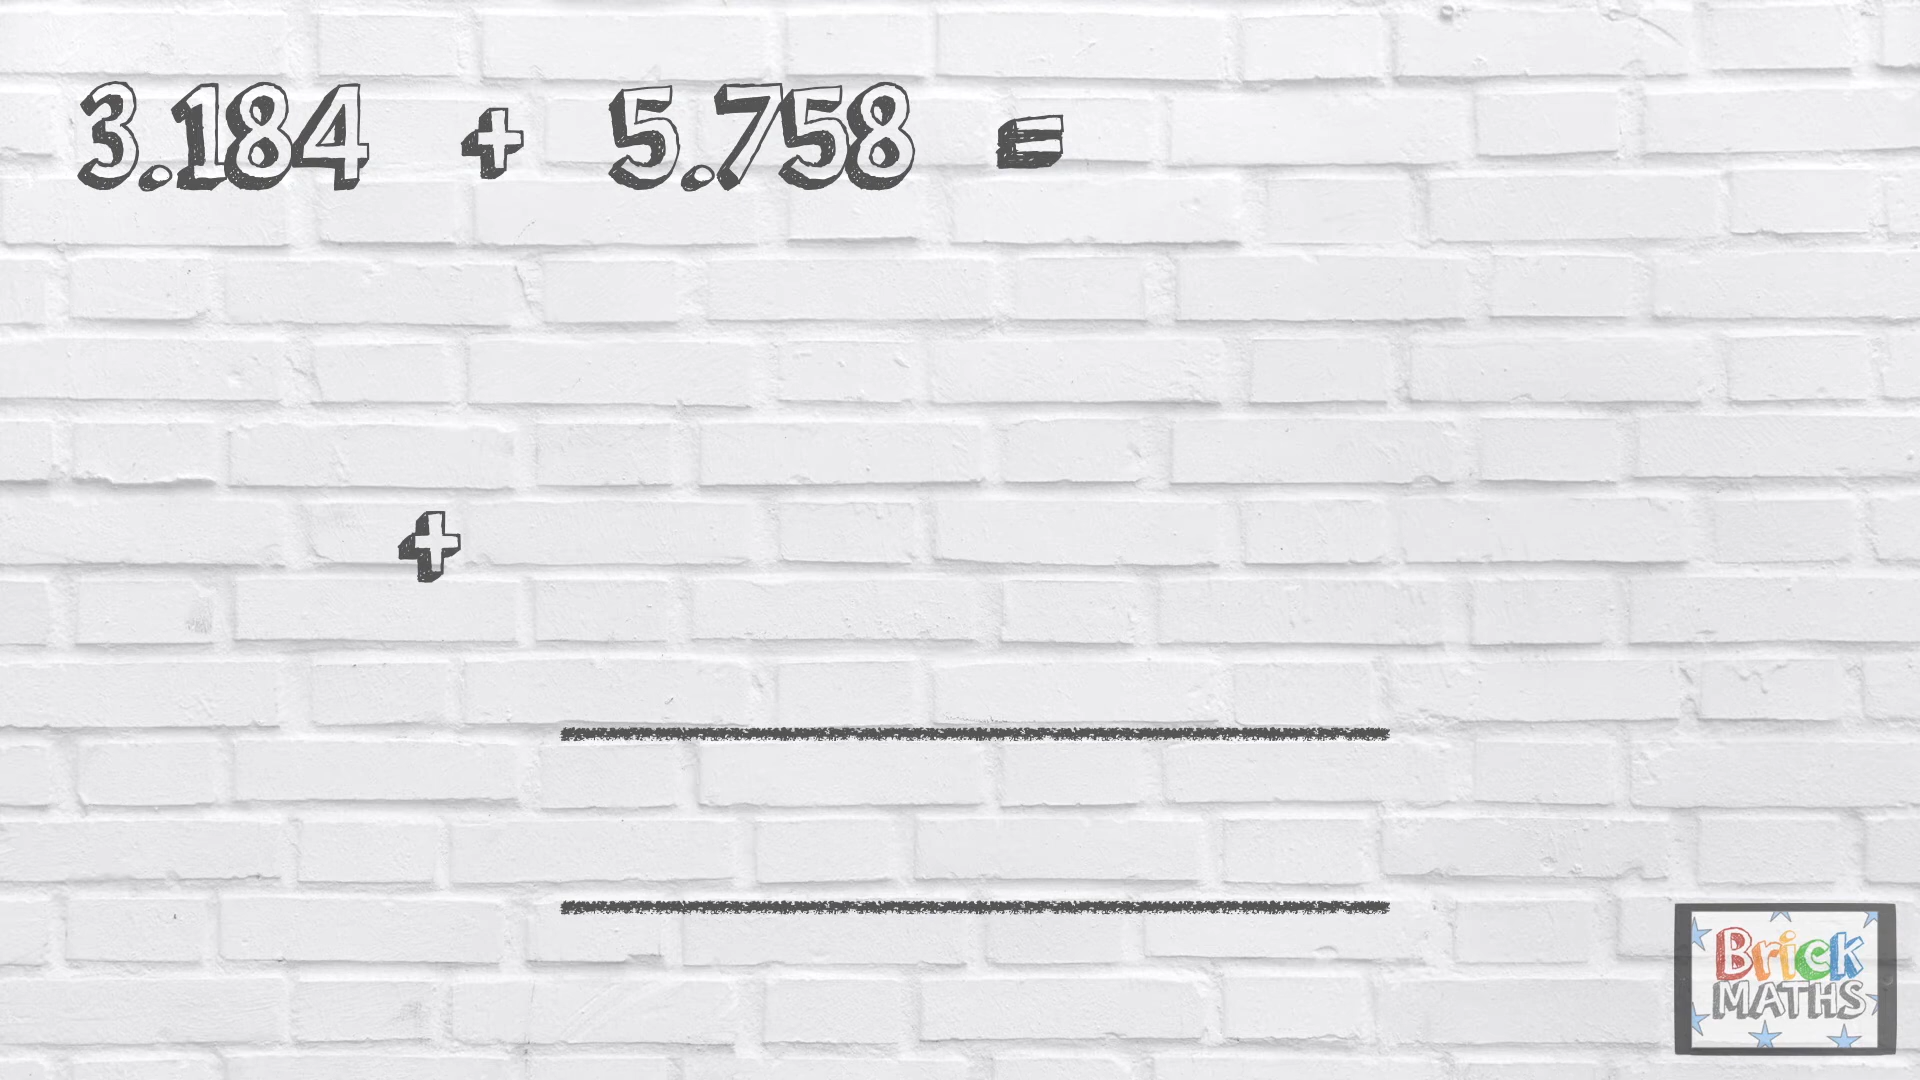 3.184 + 5.758 =
+
Brick
MATHS